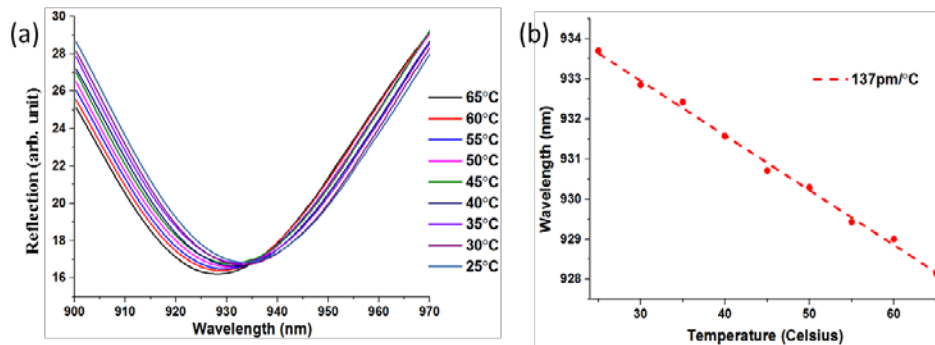 (a)
30
28
26
24
22
20
18
16
Reflection (arb. unit)
900 910 920 930 940 950 960 970
Wavelength (nm)
65°C
60°C
55°C
50°C
45°C
40°C
35°C
30°C
25°C
(b)
934
933
932
931
930
929
928
Wavelength (nm)
137pm/°C
30 40 50 60
Temperature (Celsius)